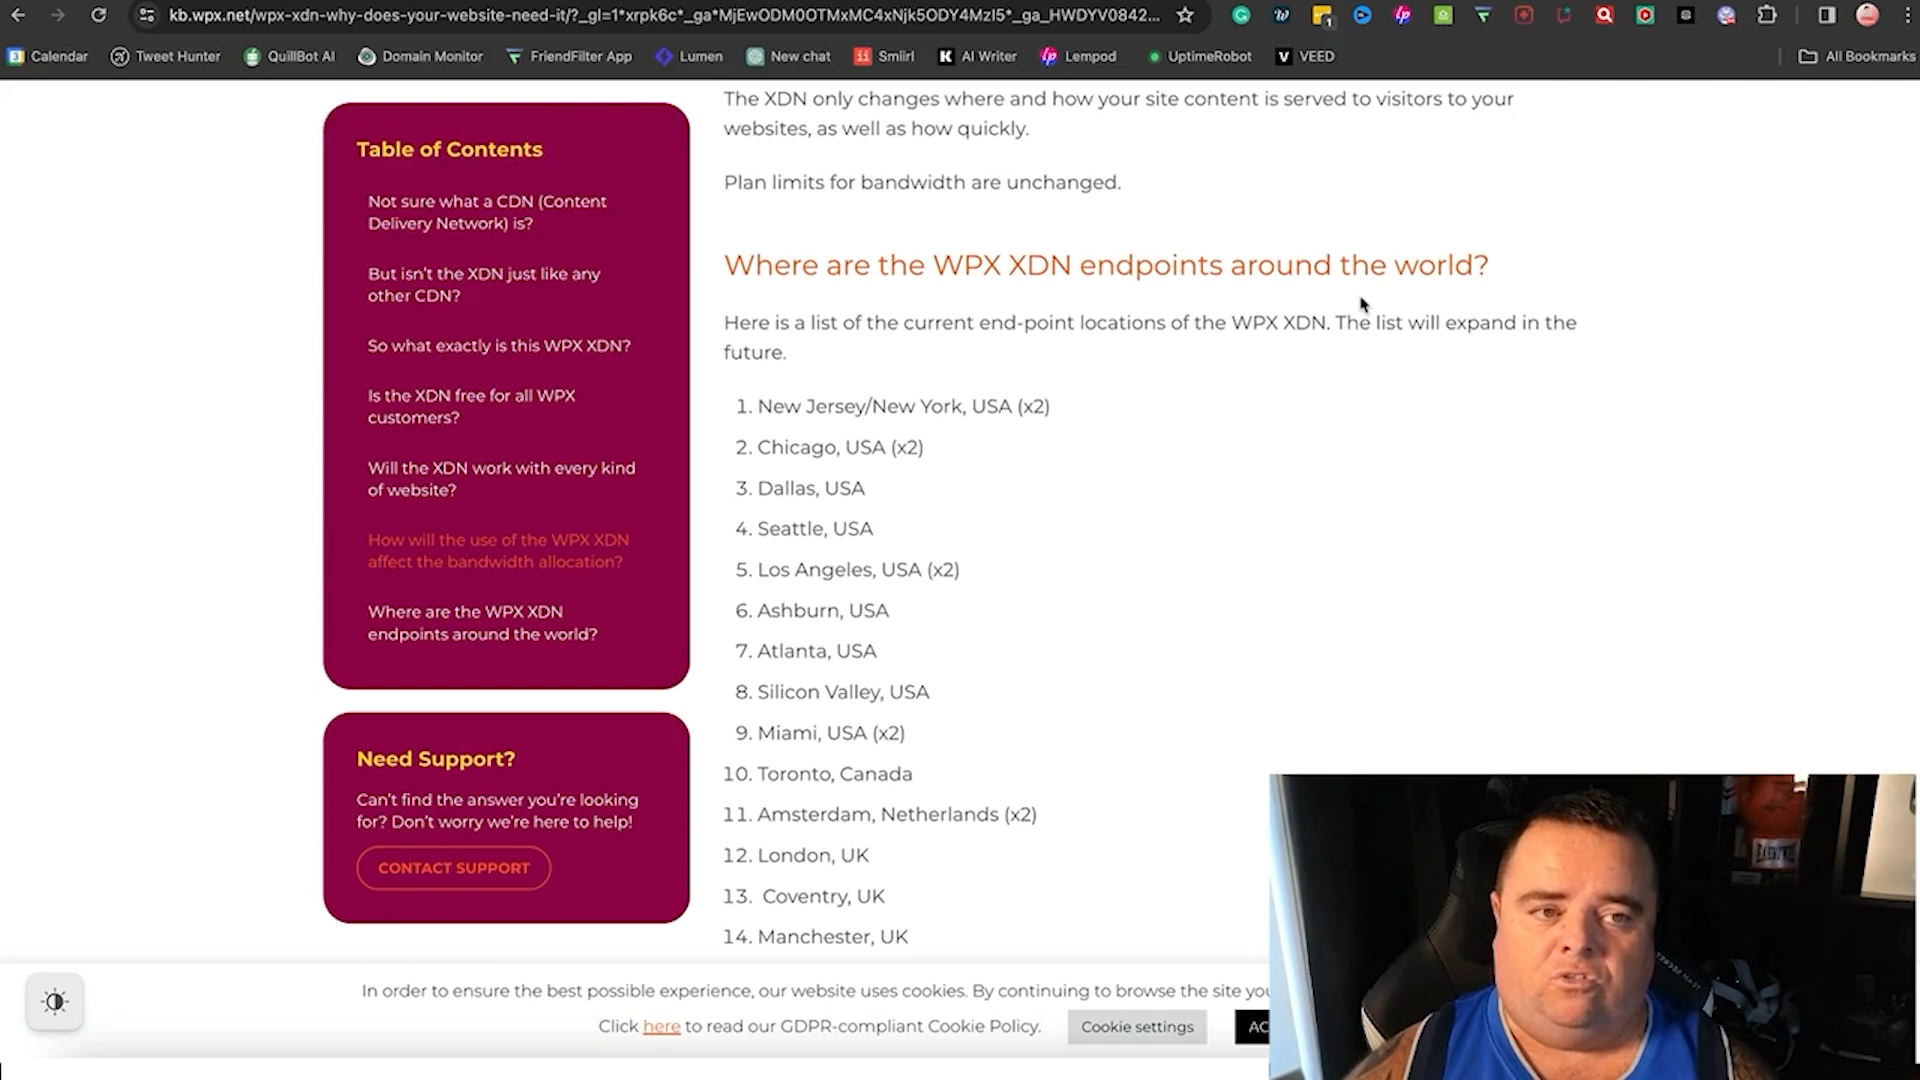 kb.wpx.net/wpx-xdn-why-does-your-website-need-it/?_gl=1*xrpk6c*_ga*MjEwODM0OTMxMC4xNjk5ODY4MzI5*_ga_HWDYV0842...
Calendar
Tweet Hunter
QuillBot AI
Domain Monitor
FriendFilter App
Lumen
New chat
Smiirl
AI Writer
Lempod
UptimeRobot
VEED
All Bookmarks
The XDN only changes where and how your site content is served to visitors to your
websites, as well as how quickly.
Plan limits for bandwidth are unchanged.
Table of Contents
Not sure what a CDN (Content
Delivery Network) is?
But isn't the XDN just like any
other CDN?
So what exactly is this WPX XDN?
Is the XDN free for all WPX
customers?
Will the XDN work with every kind
of website?
How will the use of the WPX XDN
affect the bandwidth allocation?
Where are the WPX XDN
endpoints around the world?
Need Support?
Can't find the answer you're looking
for? Don't worry we're here to help!
CONTACT SUPPORT
Where are the WPX XDN endpoints around the world?
Here is a list of the current end-point locations of the WPX XDN. The list will expand in the
future.
1. New Jersey/New York, USA (x2)
2. Chicago, USA (x2)
3. Dallas, USA
4. Seattle, USA
5. Los Angeles, USA (x2)
6. Ashburn, USA
7. Atlanta, USA
8. Silicon Valley, USA
9. Miami, USA (x2)
10. Toronto, Canada
11. Amsterdam, Netherlands (x2)
12. London, UK
13. Coventry, UK
14. Manchester, UK
In order to ensure the best possible experience, our website uses cookies. By continuing to browse the site you
Click here to read our GDPR-compliant Cookie Policy.
Cookie settings
AC